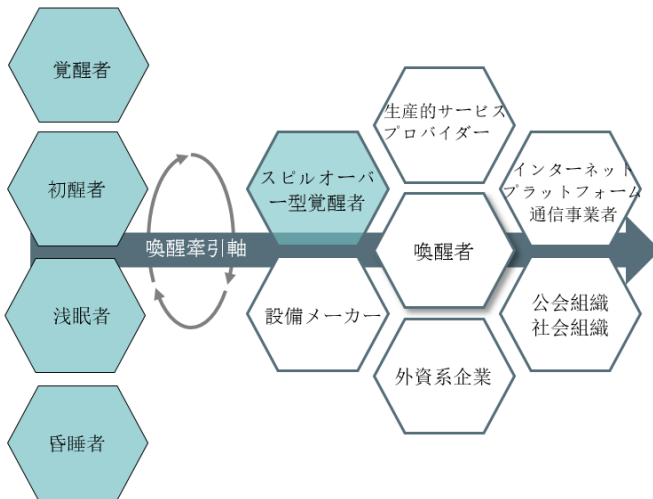 覚醒者
初醒者
浅眠者
昏睡者
喚醒牽引軸
スピルオーバ
ー型覚醒者
設備メーカー
生産的サービス
プロバイダー
喚醒者
外資系企業
インターネット
プラットフォーム
通信事業者
公会組織
社会組織